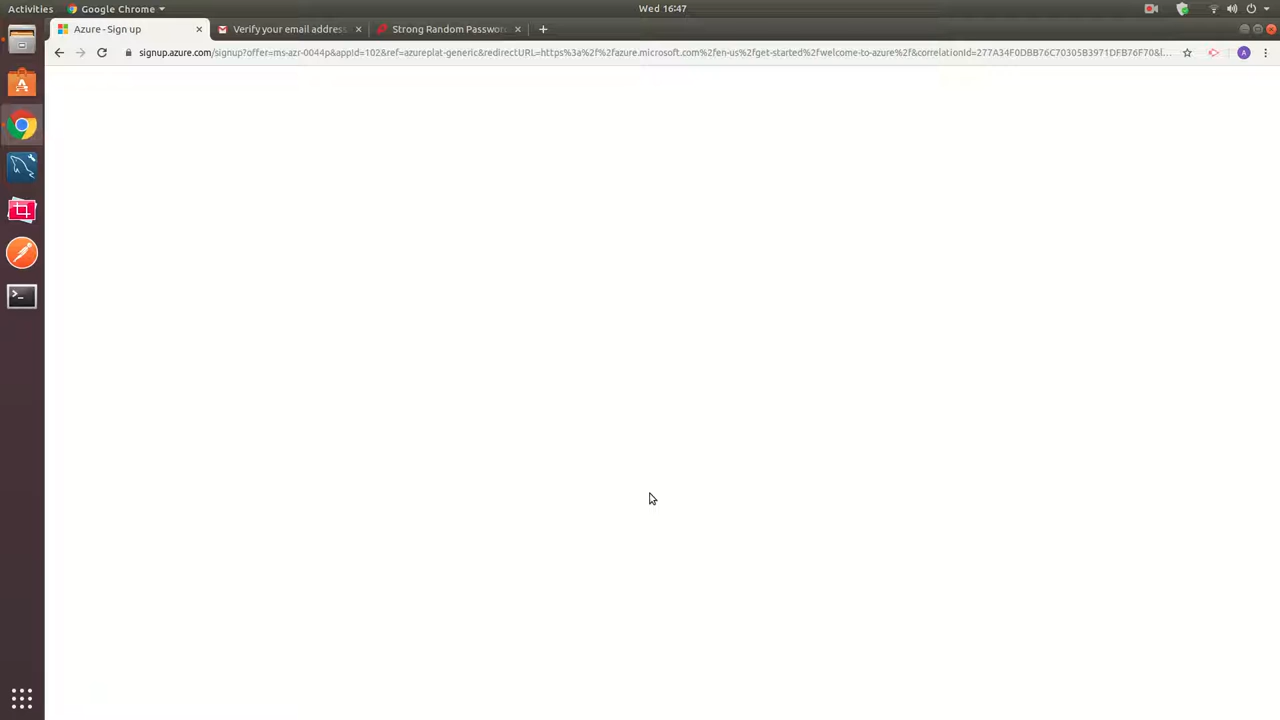 Activities
Google Chrome
Wed 16:47
Azure - Sign up
Verify your email address
Strong Random Passwor
signup.azure.com/signup?offer=ms-azr-0044p&appId=102&ref=azureplat-generic&redirectURL=https%3a%2f%2fazure.microsoft.com%2fen-us%2fget-started%2fwelcome-to-azure%2f&correlationId=277A34F0DBB76C70305B3971DFB76F70&l...
A